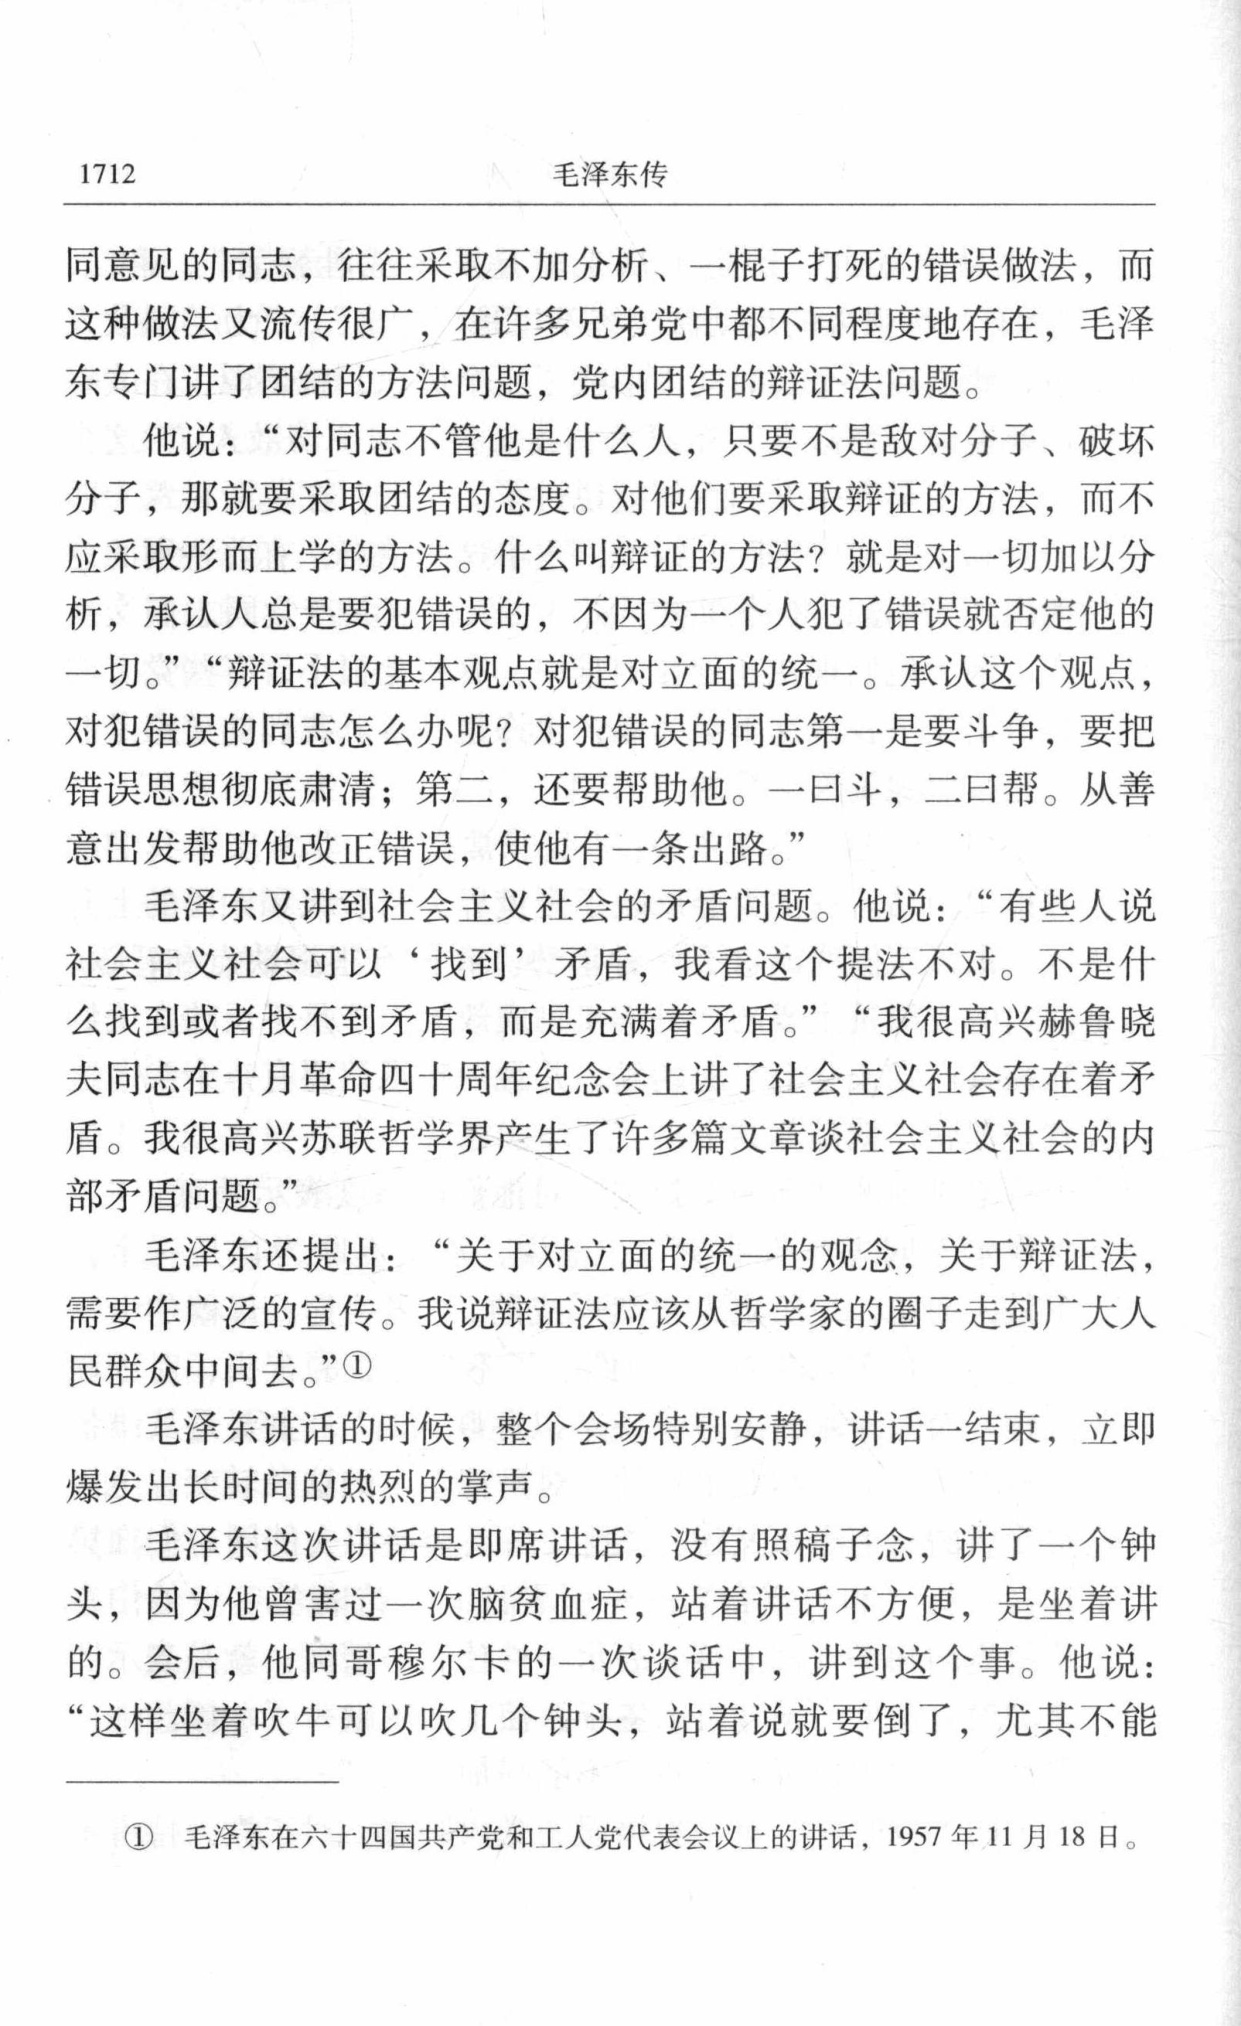 1712
毛泽东传
同意见的同志，往往采取不加分析、一棍子打死的错误做法，而
这种做法又流传很广，在许多兄弟党中都不同程度地存在，毛泽
东专门讲了团结的方法问题，党内团结的辩证法问题。
他说：“对同志不管他是什么人，只要不是敌对分子、破坏
分子，那就要采取团结的态度。对他们要采取辩证的方法，而不
应采取形而上学的方法。什么叫辩证的方法？就是对一切加以分
析，承认人总是要犯错误的，不因为一个人犯了错误就否定他的
一切。”“辩证法的基本观点就是对立面的统一。承认这个观点，
对犯错误的同志怎么办呢？对犯错误的同志第一是要斗争，要把
错误思想彻底肃清；第二，还要帮助他。一曰斗，二曰帮。从善
意出发帮助他改正错误，使他有一条出路。”
毛泽东又讲到社会主义社会的矛盾问题。他说：“有些人说
社会主义社会可以‘找到’矛盾，我看这个提法不对。不是什
么找到或者找不到矛盾，而是充满着矛盾。”“我很高兴赫鲁晓
夫同志在十月革命四十周年纪念会上讲了社会主义社会存在着矛
盾。我很高兴苏联哲学界产生了许多篇文章谈社会主义社会的内
部矛盾问题。”
毛泽东还提出：“关于对立面的统一的观念，关于辩证法，
需要作广泛的宣传。我说辩证法应该从哲学家的圈子走到广大人
民群众中间去。”①
毛泽东讲话的时候，整个会场特别安静，讲话一结束，立即
爆发出长时间的热烈的掌声。
毛泽东这次讲话是即席讲话，没有照稿子念，讲了一个钟
头，因为他曾害过一次脑贫血症，站着讲话不方便，是坐着讲
的。会后，他同哥穆尔卡的一次谈话中，讲到这个事。他说：
“这样坐着吹牛可以吹几个钟头，站着说就要倒了，尤其不能
① 毛泽东在六十四国共产党和工人党代表会议上的讲话，1957 年 11 月 18 日。